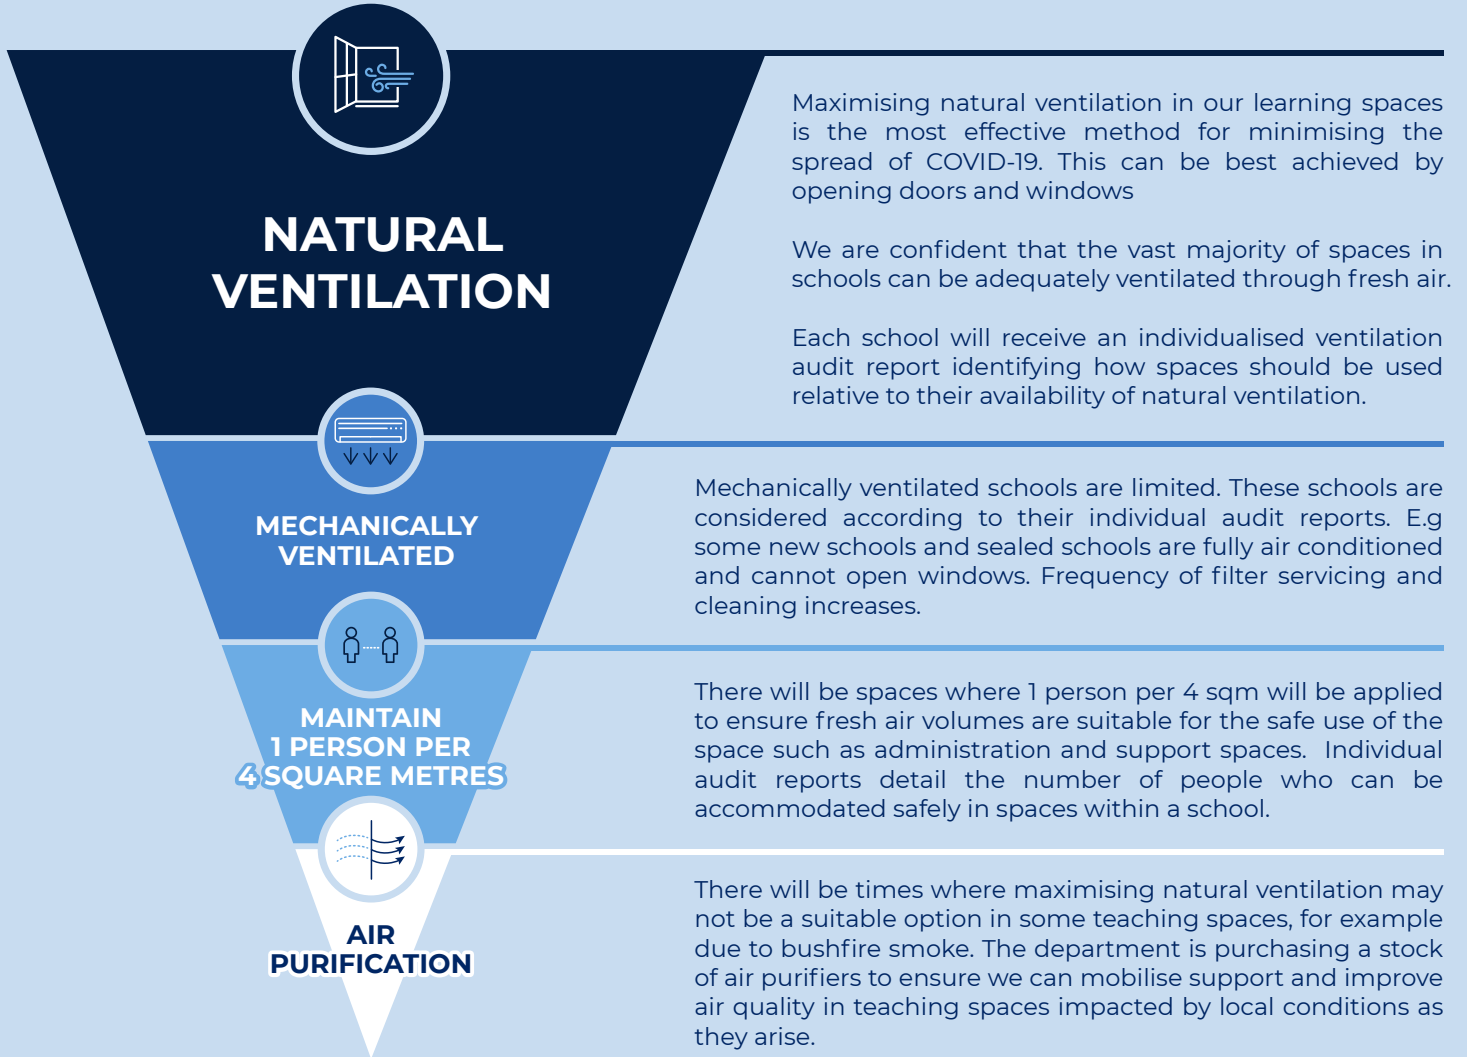 NATURAL
VENTILATION
Maximising natural ventilation in our learning spaces
is the most effective method for minimising the
spread of COVID-19. This can be best achieved by
opening doors and windows
We are confident that the vast majority of spaces in
schools can be adequately ventilated through fresh air.
Each school will receive an individualised ventilation
audit report identifying how spaces should be used
relative to their availability of natural ventilation.
MECHANICALLY
VENTILATED
Mechanically ventilated schools are limited. These schools are
considered according to their individual audit reports. E.g
some new schools and sealed schools are fully air conditioned
and cannot open windows. Frequency of filter servicing and
cleaning increases.
MAINTAIN
1 PERSON PER
4 SQUARE METRES
There will be spaces where 1 person per 4 sqm will be applied
to ensure fresh air volumes are suitable for the safe use of the
space such as administration and support spaces. Individual
audit reports detail the number of people who can be
accommodated safely in spaces within a school.
AIR
PURIFICATION
There will be times where maximising natural ventilation may
not be a suitable option in some teaching spaces, for example
due to bushfire smoke. The department is purchasing a stock
of air purifiers to ensure we can mobilise support and improve
air quality in teaching spaces impacted by local conditions as
they arise.